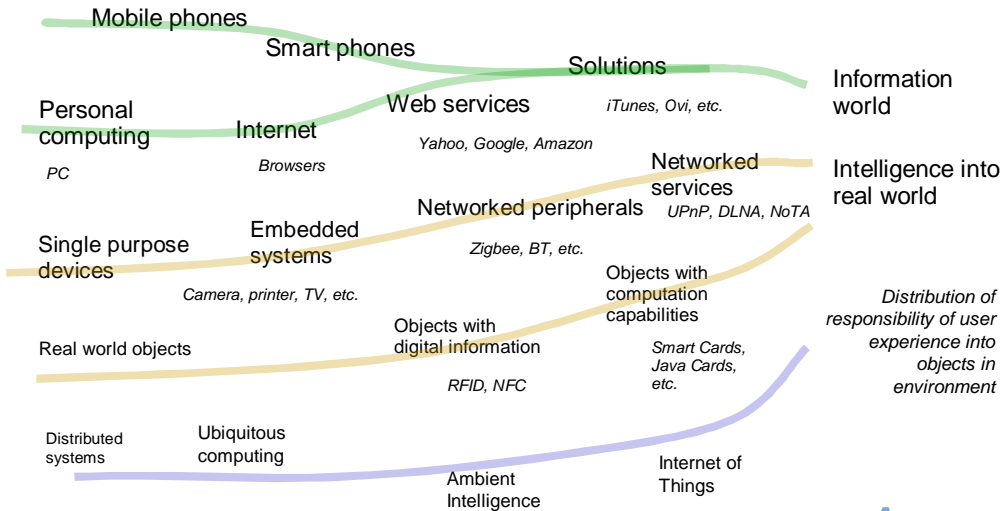 Mobile phones
Smart phones
Solutions
iTunes, Ovi, etc.
Information
world
Personal
computing
PC
Internet
Browsers
Web services
Yahoo, Google, Amazon
Networked
services
UPnP, DLNA, NoTA
Intelligence into
real world
Single purpose
devices
Embedded
systems
Camera, printer, TV, etc.
Networked peripherals
Zigbee, BT, etc.
Objects with
computation
capabilities
Smart Cards,
Java Cards,
etc.
Real world objects
Objects with
digital information
RFID, NFC
Distribution of
responsibility of user
experience into
objects in
environment
Distributed
systems
Ubiquitous
computing
Ambient
Intelligence
Internet of
Things